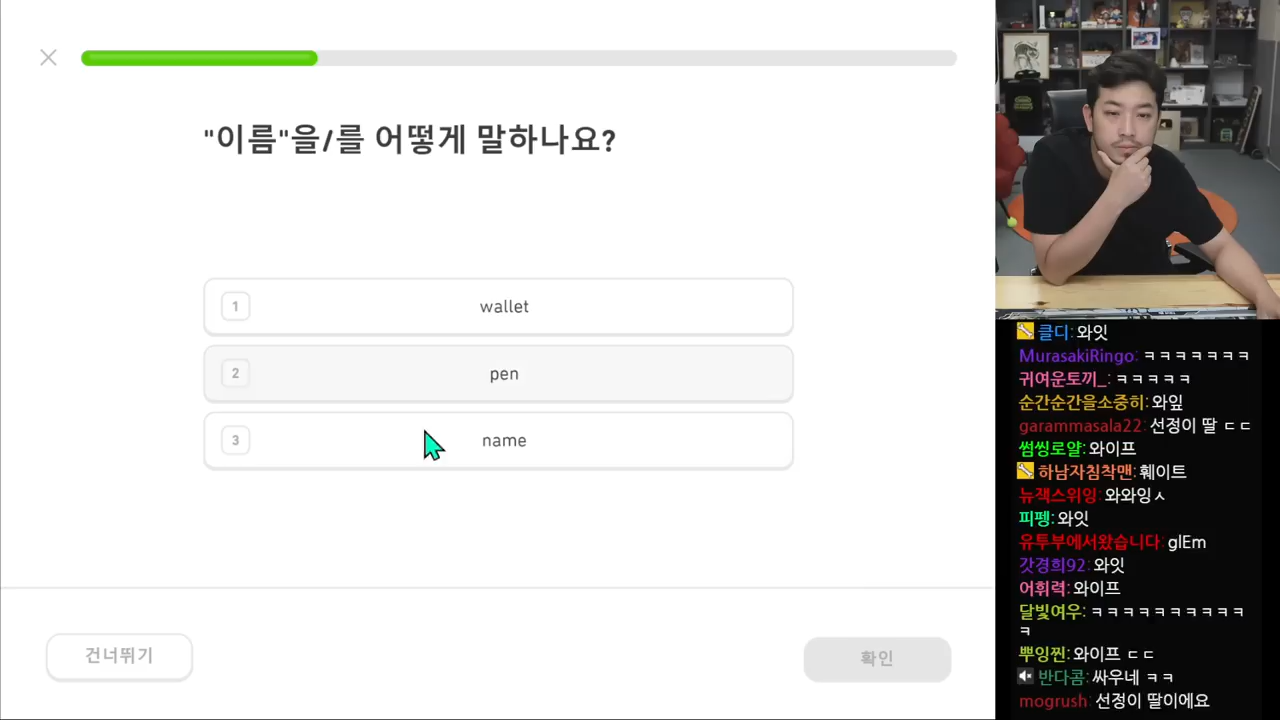 "이름"을/를 어떻게 말하나요?
1 wallet
2 pen
3 name
건너뛰기
확인
클디: 와잇
MurasakiRingo: ㅋㅋㅋㅋㅋㅋㅋ
귀여운토끼_: ㅋㅋㅋㅋㅋ
순간순간을소중히: 와잎
garammasala22: 선정이 딸 ㄷㄷ
썸씽로얄: 와이프
하남자침착맨: 훼이트
뉴잭스위잉: 와와잉ㅅ
피펭: 와잇
유투부에서왔습니다: glEm
갓경희92: 와잇
어휘력: 와이프
달빛여우: ㅋㅋㅋㅋㅋㅋㅋㅋㅋㅋ
ㅋ
뿌잉찐: 와이프 ㄷㄷ
반다콤: 싸우네 ㅋㅋ
mogrush: 선정이 딸이에요